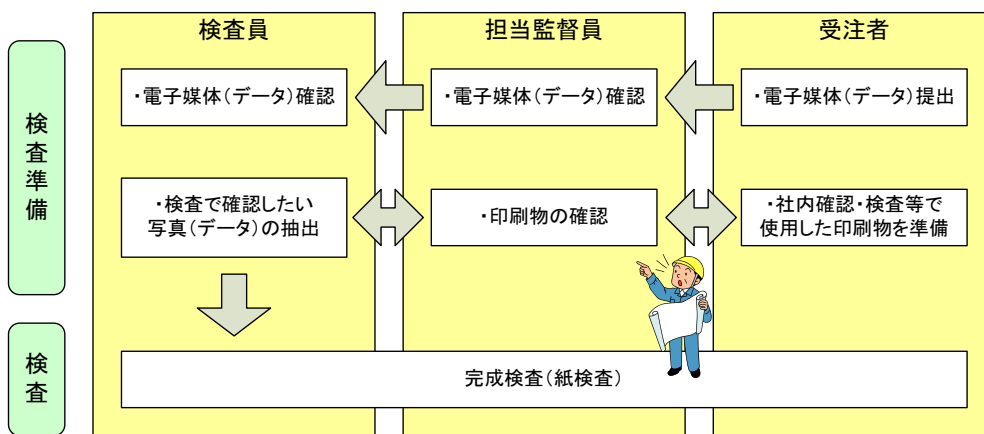 検査員
担当監督員
受注者
検査準備
・電子媒体(データ)確認
・電子媒体(データ)確認
・電子媒体(データ)提出
・検査で確認したい
写真(データ)の抽出
・印刷物の確認
・社内確認・検査等で
使用した印刷物を準備
検査
完成検査(紙検査)